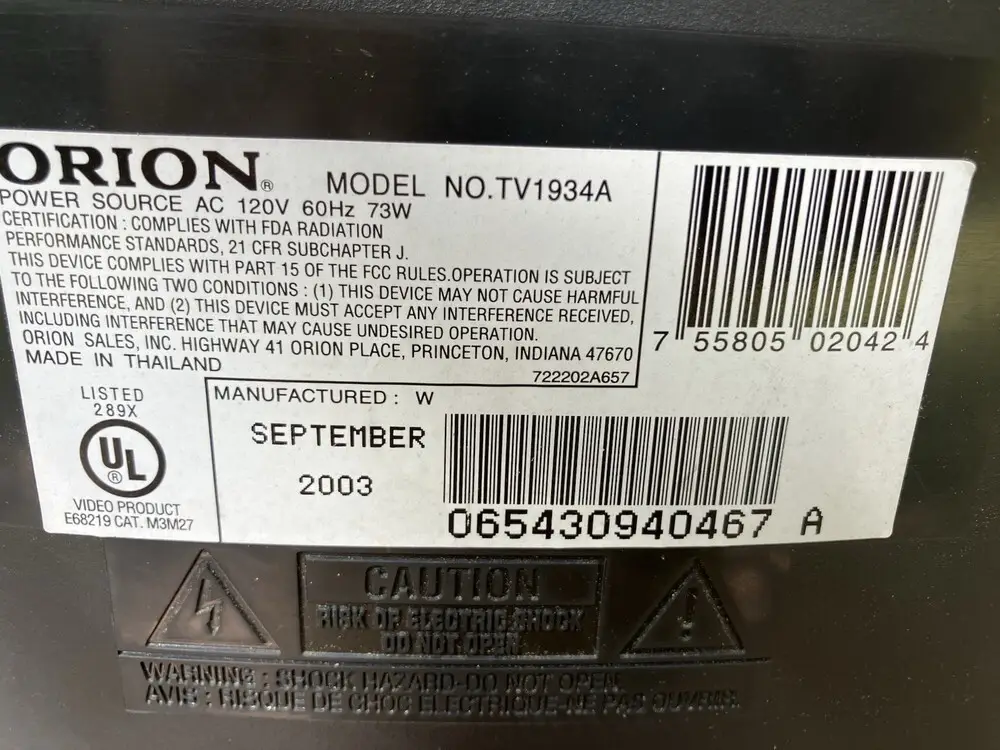 ORION® MODEL NO.TV1934A
POWER SOURCE AC 120V 60Hz 73W
CERTIFICATION : COMPLIES WITH FDA RADIATION
PERFORMANCE STANDARDS, 21 CFR SUBCHAPTER J.
THIS DEVICE COMPLIES WITH PART 15 OF THE FCC RULES.OPERATION IS SUBJECT
TO THE FOLLOWING TWO CONDITIONS : (1) THIS DEVICE MAY NOT CAUSE HARMFUL
INTERFERENCE, AND (2) THIS DEVICE MUST ACCEPT ANY INTERFERENCE RECEIVED,
INCLUDING INTERFERENCE THAT MAY CAUSE UNDESIRED OPERATION.
ORION SALES, INC. HIGHWAY 41 ORION PLACE, PRINCETON, INDIANA 47670
MADE IN THAILAND
722202A657
7 55805 02042 4
LISTED
289X
UL®
VIDEO PRODUCT
E68219 CAT. M3M27
MANUFACTURED : W
SEPTEMBER
2003
065430940467 A
CAUTION
RISK OF ELECTRIC SHOCK
DO NOT OPEN
WARNING : SHOCK HAZARD-DO NOT OPEN
AVIS : RISQUE DE CHOC ELECTRIQUE-NE PAS OUVRIR